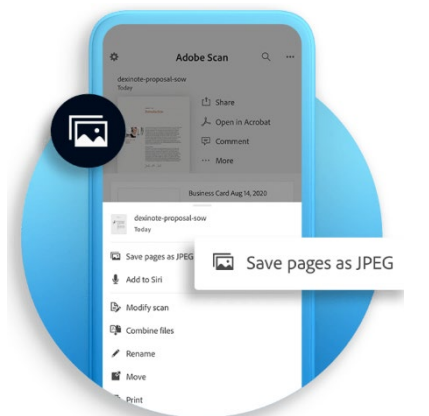 Adobe Scan
dexinote-proposal-sow
Today
Share
Open in Acrobat
Comment
More
Business Card Aug 14, 2020
dexinote-proposal-sow
Today
Save pages as JPEG
Save pages as JPEG
Add to Siri
Modify scan
Combine files
Rename
Move
Print